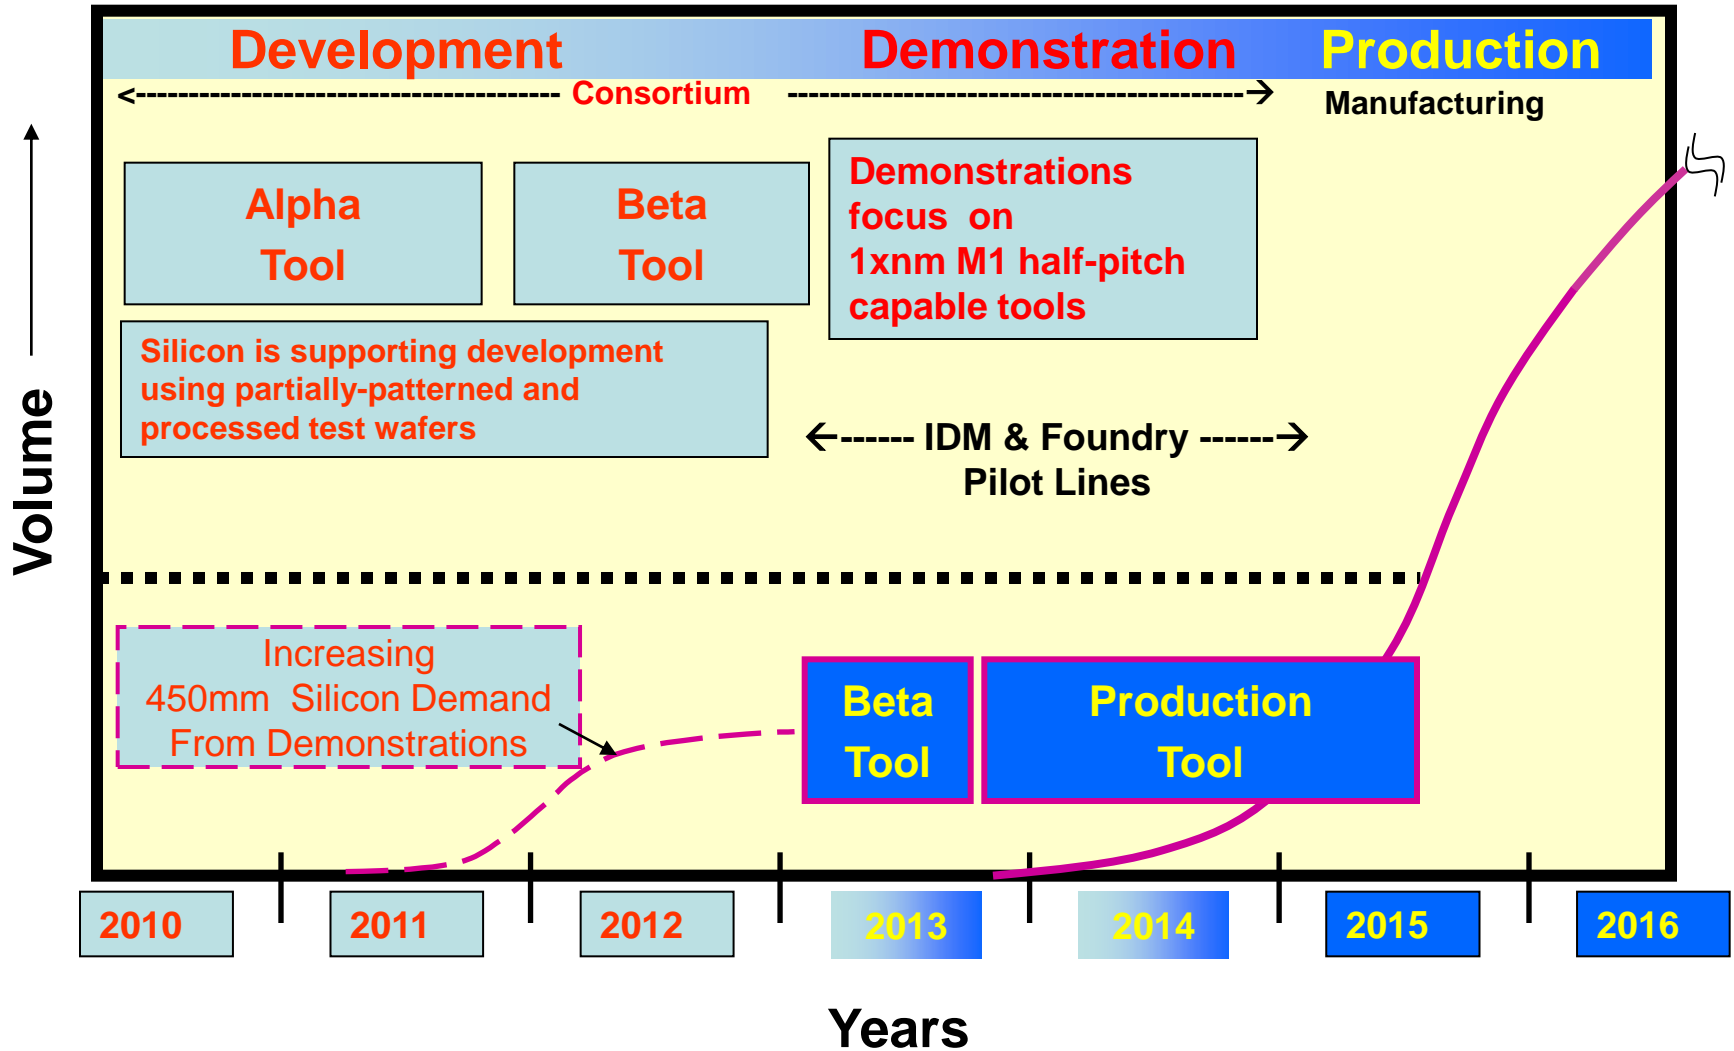 Development Demonstration Production
<------------------------------------ Consortium ---------------------------------------→ Manufacturing
Alpha
Tool
Beta
Tool
Demonstrations
focus on
1xnm M1 half-pitch
capable tools
Silicon is supporting development
using partially-patterned and
processed test wafers
←------ IDM & Foundry ------→
Pilot Lines
Volume
Increasing
450mm Silicon Demand
From Demonstrations
Beta
Tool
Production
Tool
2010 2011 2012 2013 2014 2015 2016
Years